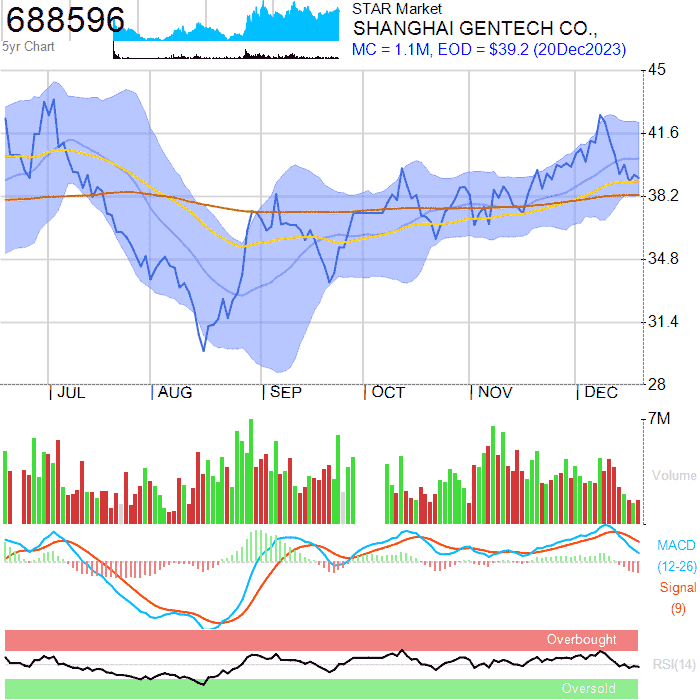 688596
STAR Market
SHANGHAI GENTECH CO.,
5yr Chart
MC = 1.1M, EOD = $39.2 (20Dec2023)
45
41.6
38.2
34.8
31.4
28
JUL
AUG
SEP
OCT
NOV
DEC
7M
Volume
MACD
(12-26)
Signal
(9)
Overbought
RSI(14)
Oversold